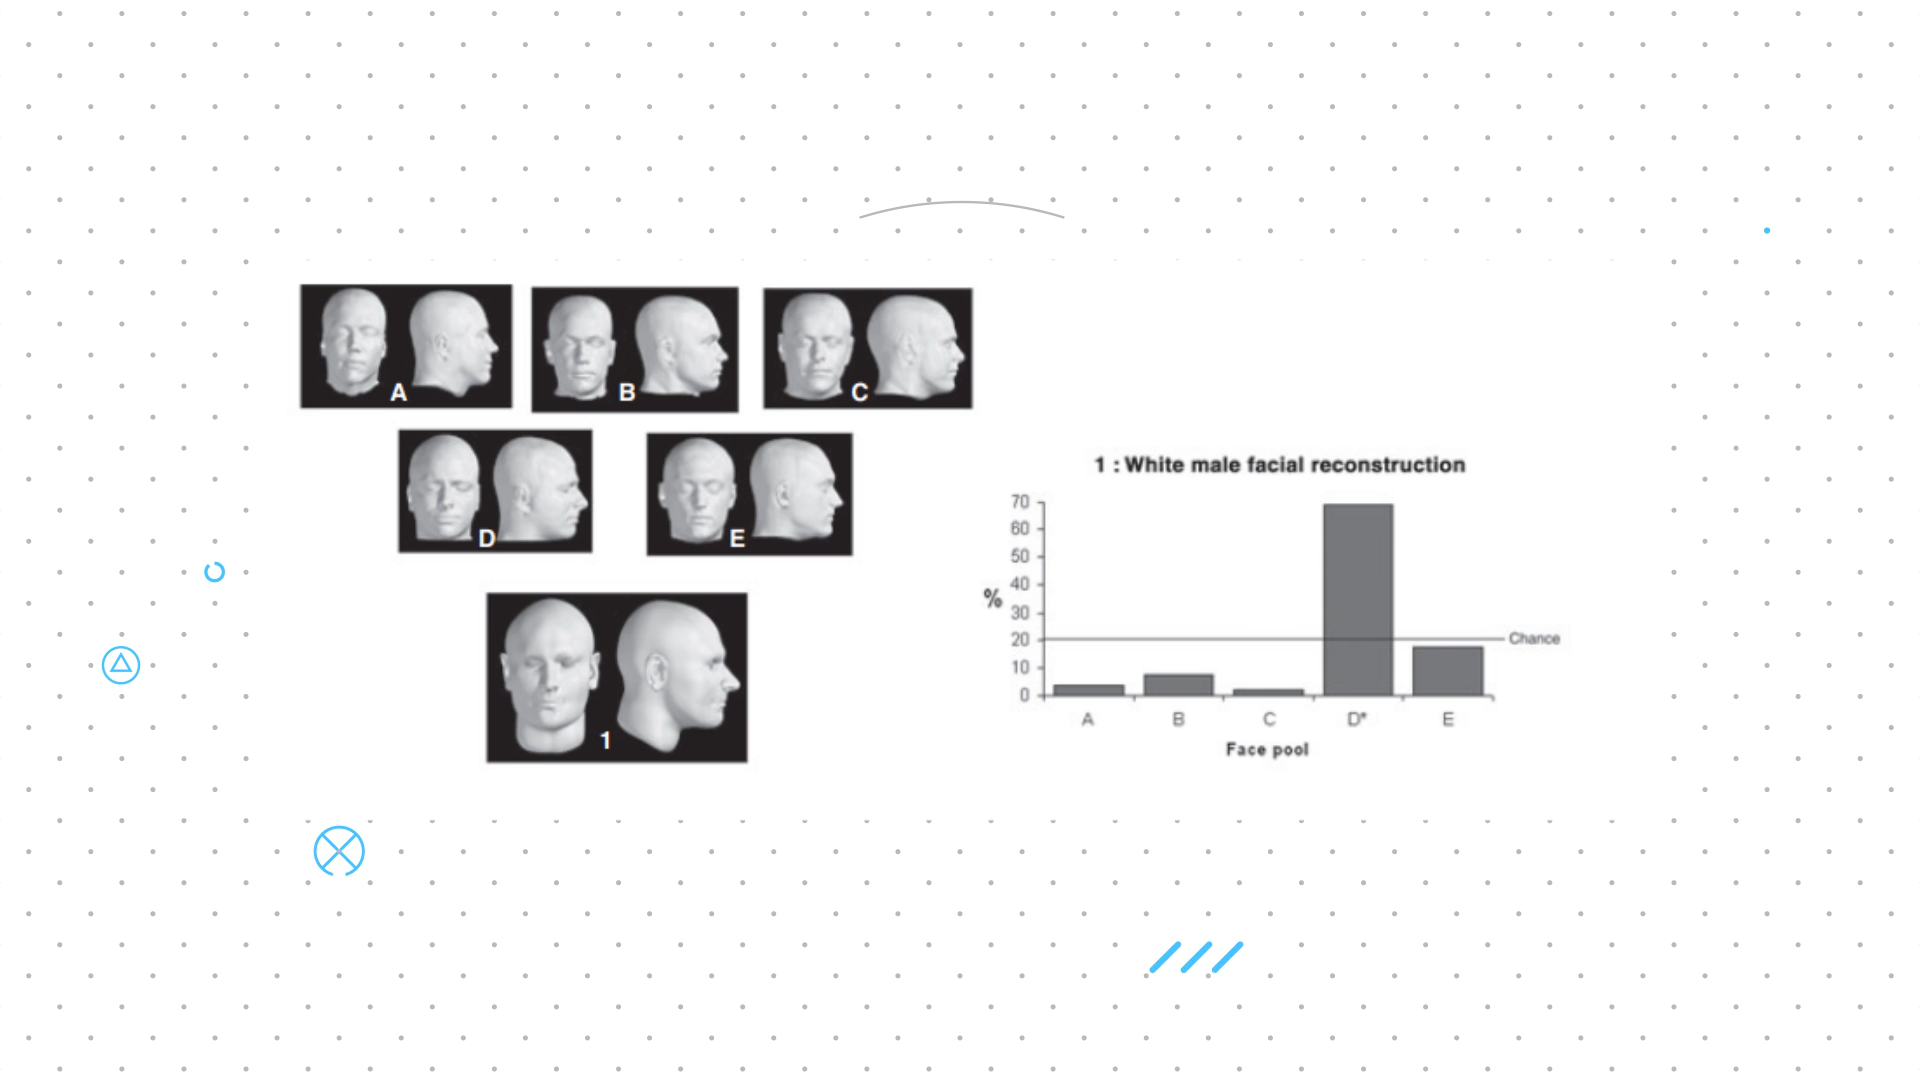 A
B
C
D
E
1
1 : White male facial reconstruction
70
60
50
40
30
20
10
0
%
Chance
A B C D* E
Face pool